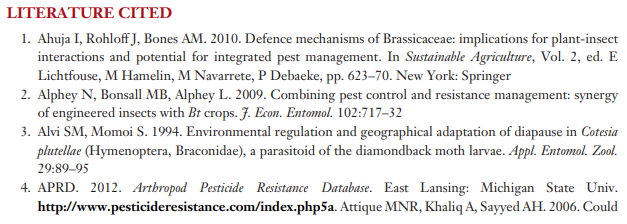 LITERATURE CITED
1. Ahuja I, Rohloff J, Bones AM. 2010. Defence mechanisms of Brassicaceae: implications for plant-insect
interactions and potential for integrated pest management. In Sustainable Agriculture, Vol. 2, ed. E
Lichtfouse, M Hamelin, M Navarrete, P Debaeke, pp. 623–70. New York: Springer
2. Alphey N, Bonsall MB, Alphey L. 2009. Combining pest control and resistance management: synergy
of engineered insects with Bt crops. J. Econ. Entomol. 102:717–32
3. Alvi SM, Momoi S. 1994. Environmental regulation and geographical adaptation of diapause in Cotesia
plutellae (Hymenoptera, Braconidae), a parasitoid of the diamondback moth larvae. Appl. Entomol. Zool.
29:89–95
4. APRD. 2012. Arthropod Pesticide Resistance Database. East Lansing: Michigan State Univ.
http://www.pesticideresistance.com/index.php5a. Attique MNR, Khaliq A, Sayyed AH. 2006. Could